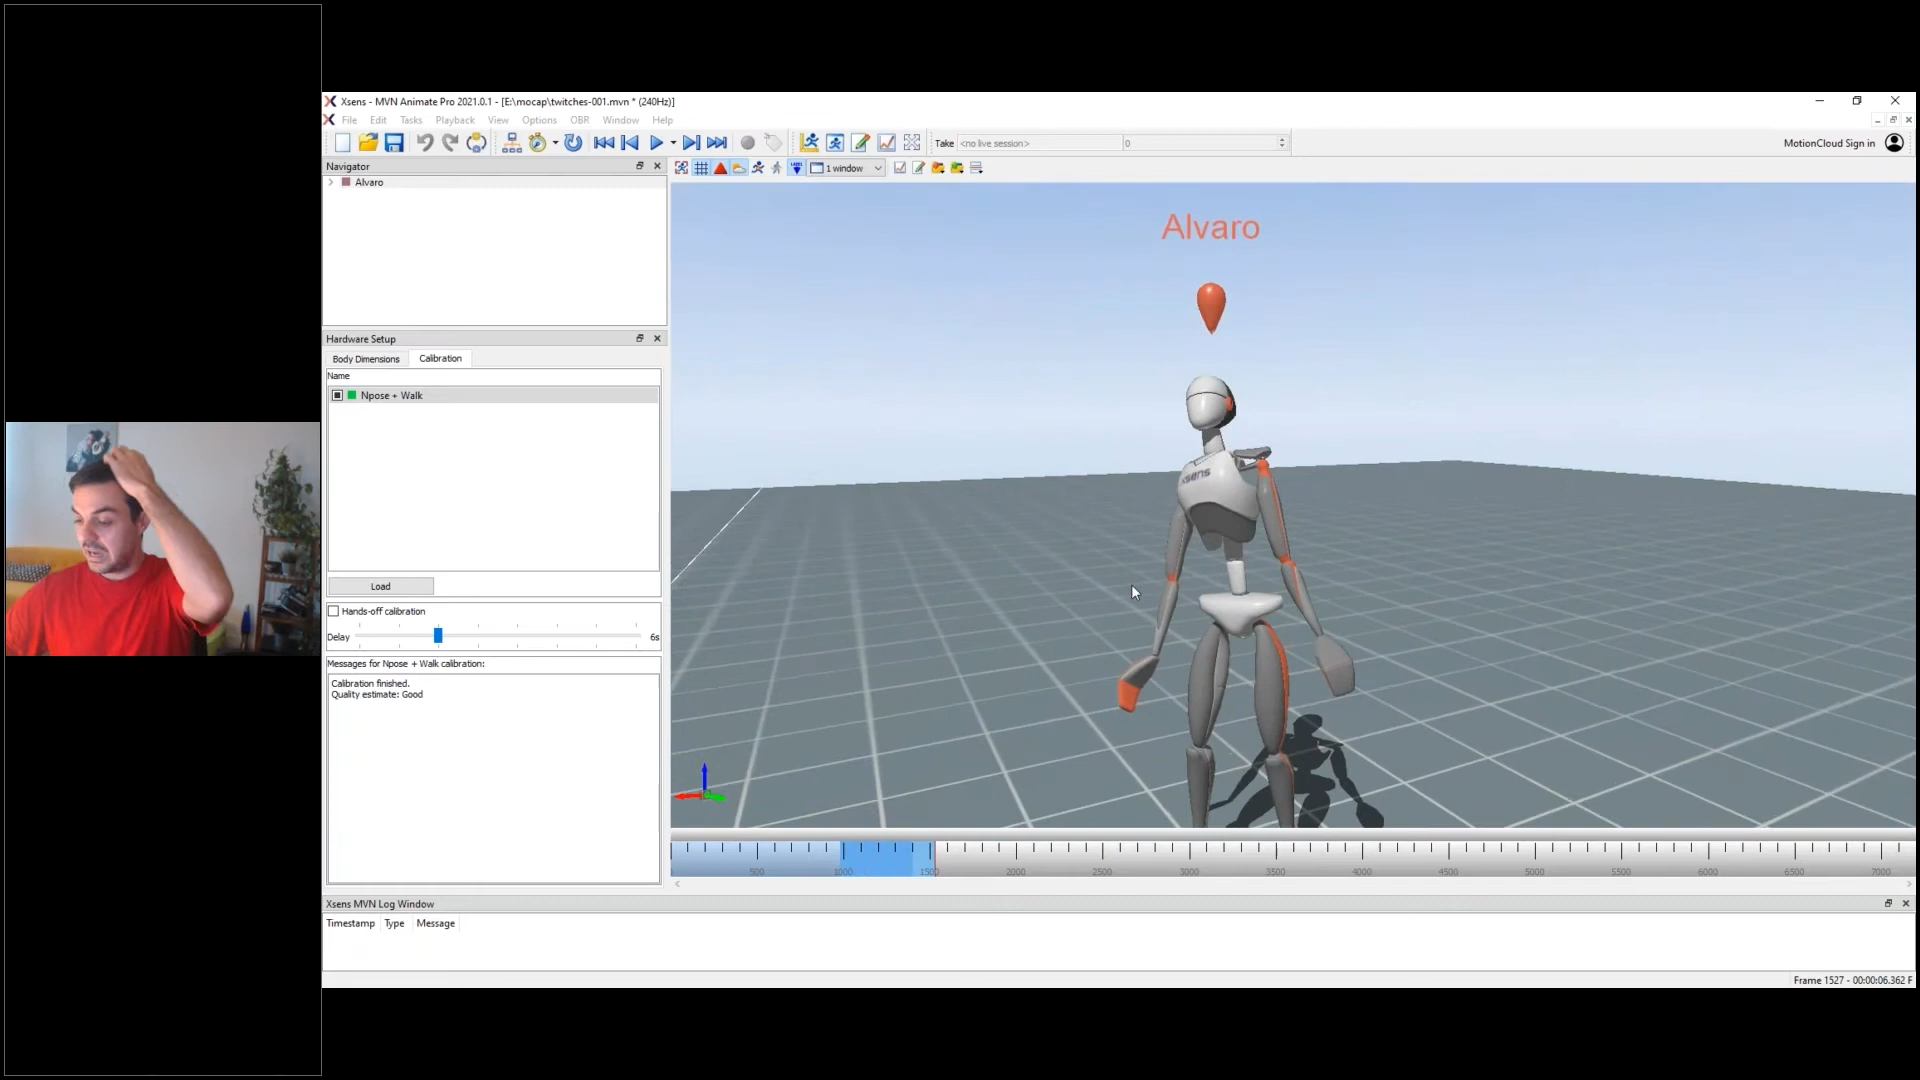 Xsens - MVN Animate Pro 2021.0.1 - [E:\mocap\twitches-001.mvn * (240Hz)]
File Edit Tasks Playback View Options OBR Window Help
Take <no live session> 0
MotionCloud Sign in
Navigator
1 window
Alvaro
Alvaro
xsens
Hardware Setup
Body Dimensions Calibration
Name
Npose + Walk
Load
Hands-off calibration
Delay 6s
Messages for Npose + Walk calibration:
Calibration finished.
Quality estimate: Good
500 1000 1500 2000 2500 3000 3500 4000 4500 5000 5500 6000 6500 7000
Xsens MVN Log Window
Timestamp Type Message
Frame 1527 - 00:00:06.362 F